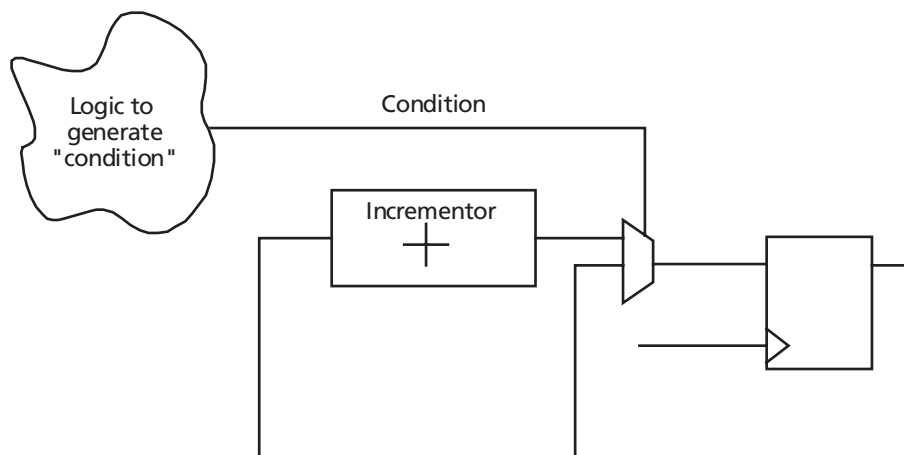 Logic to
generate
"condition"
Condition
Incrementor